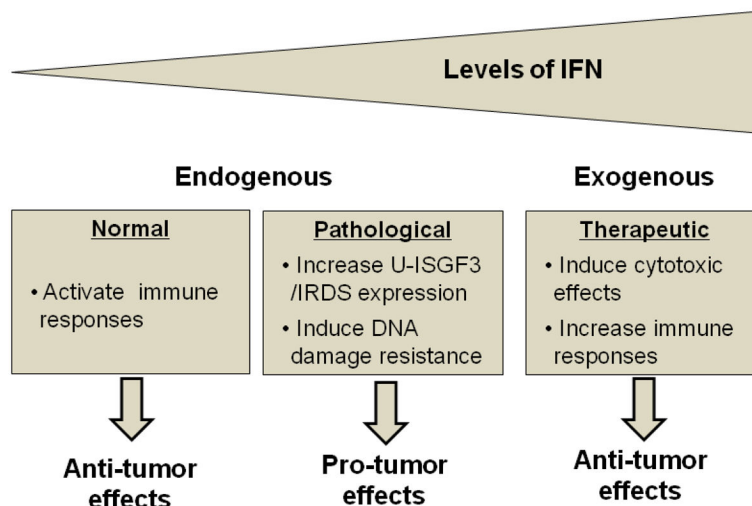 Levels of IFN
Endogenous
Exogenous
Normal
• Activate immune
responses
Pathological
• Increase U-ISGF3
/IRDS expression
• Induce DNA
damage resistance
Therapeutic
• Induce cytotoxic
effects
• Increase immune
responses
Anti-tumor
effects
Pro-tumor
effects
Anti-tumor
effects